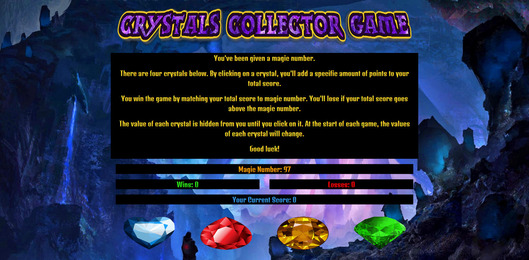 CRYSTALS COLLECTOR GAME
You've been given a magic number.
There are four crystals below. By clicking on a crystal, you'll add a specific amount of points to your
total score.
You win the game by matching your total score to magic number. You'll lose if your total score goes
above the magic number.
The value of each crystal is hidden from you until you click on it. At the start of each game, the values
of each crystal will change.
Good luck!
Magic Number: 97
Wins: 0
Losses: 0
Your Current Score: 0